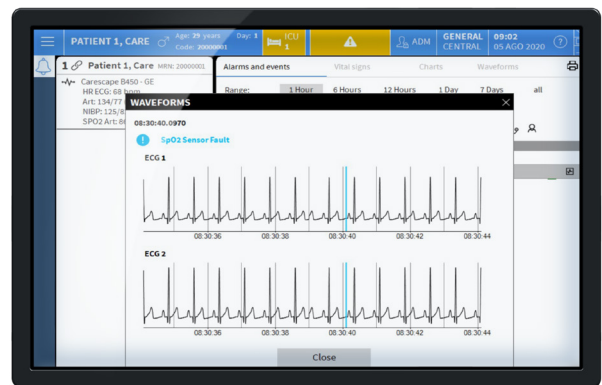 PATIENT 1, CARE Age: 29 years Day: 1 ICU ADM GENERAL 09:02
Code: 20000001 1 CENTRAL 05 AGO 2020 ?
1 Patient 1, Care MRN: 20000001 Alarms and events Vital signs Charts Waveforms
Carescape B450 - GE
HR ECG: 68 bpm Range: 1 Hour 6 Hours 12 Hours 1 Day 7 Days all
Art: 134/77
NIBP: 125/8
SPO2 Art:
WAVEFORMS
08:30:40.0970
SpO2 Sensor Fault
ECG 1
08:30:36 08:30:38 08:30:40 08:30:42 08:30:44
ECG 2
08:30:36 08:30:38 08:30:40 08:30:42 08:30:44
Close